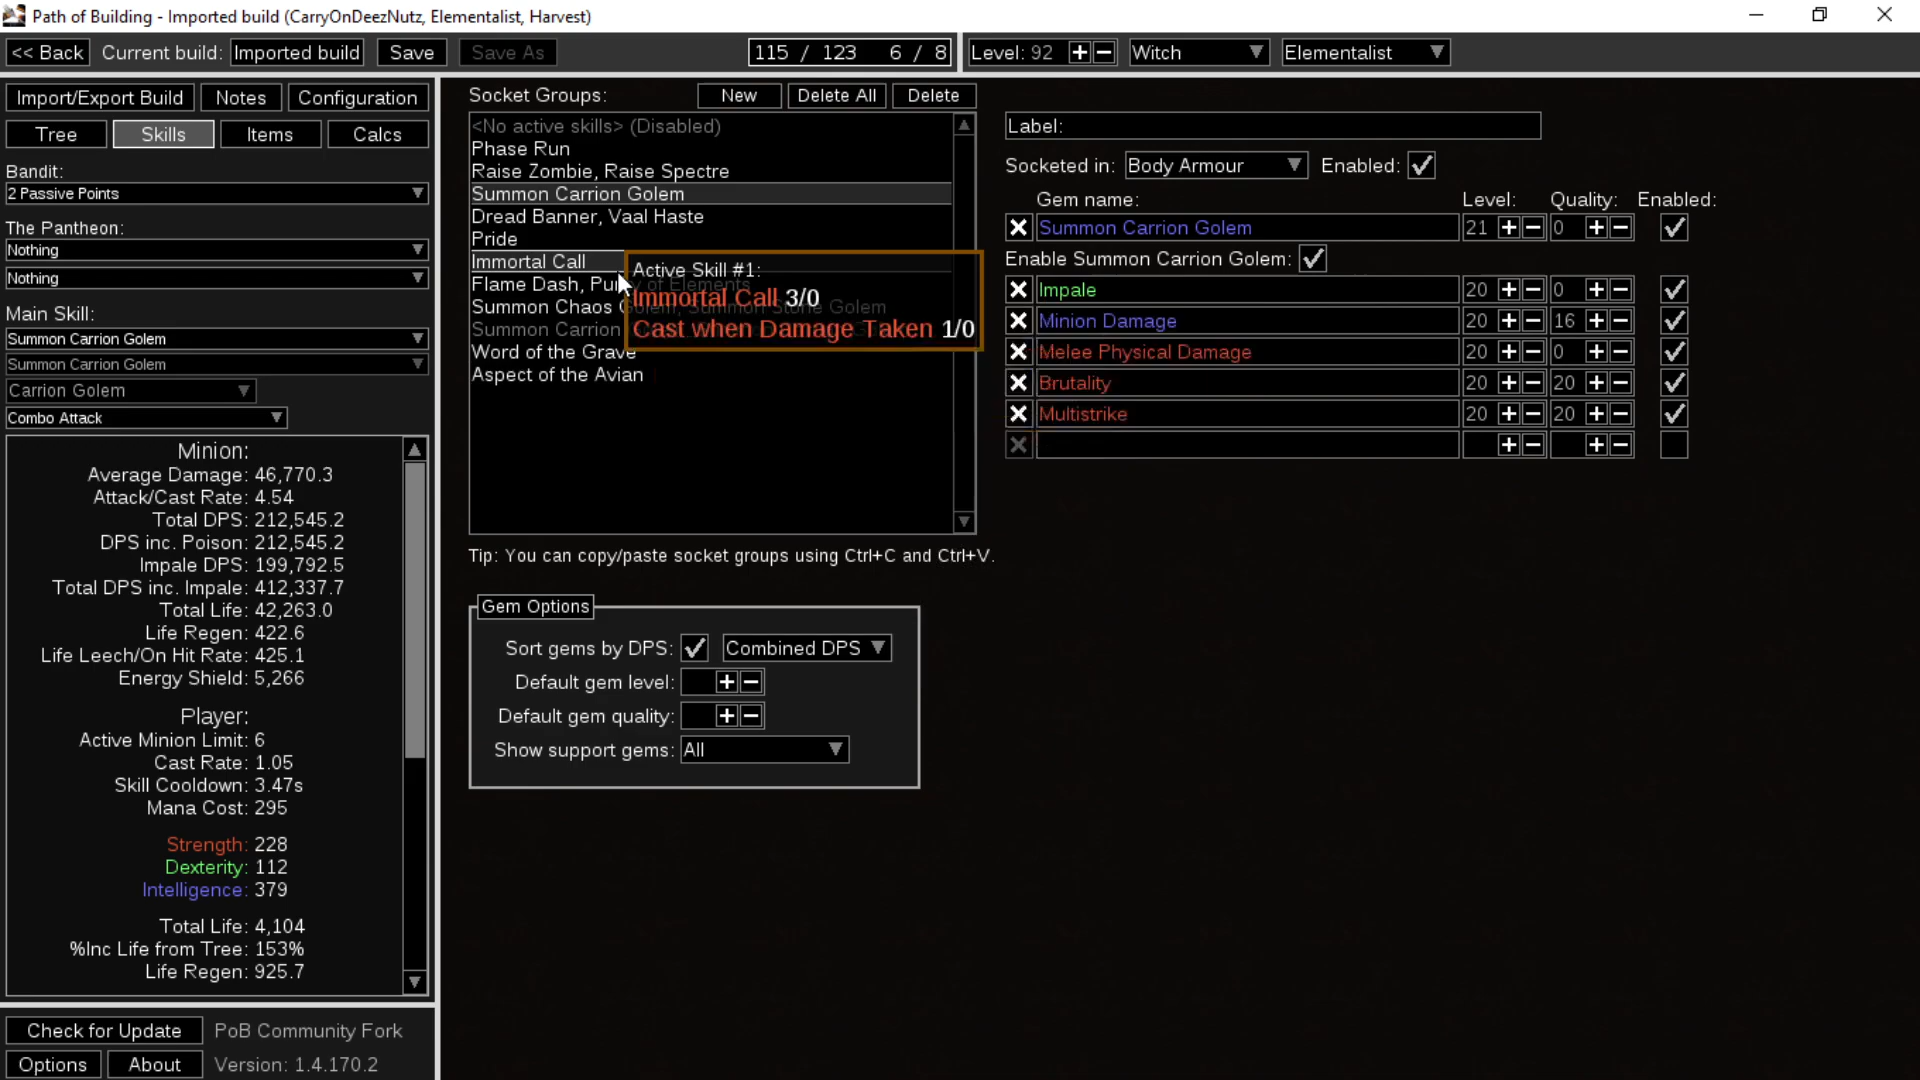 Path of Building - Imported build (CarryOnDeezNutz, Elementalist, Harvest)
<< Back Current build: Imported build Save Save As 115 / 123 6 / 8 Level: 92 + − Witch Elementalist
Import/Export Build Notes Configuration
Tree Skills Items Calcs
Bandit:
2 Passive Points
The Pantheon:
Nothing
Nothing
Main Skill:
Summon Carrion Golem
Summon Carrion Golem
Carrion Golem
Combo Attack
Minion:
Average Damage: 46,770.3
Attack/Cast Rate: 4.54
Total DPS: 212,545.2
DPS inc. Poison: 212,545.2
Impale DPS: 199,792.5
Total DPS inc. Impale: 412,337.7
Total Life: 42,263.0
Life Regen: 422.6
Life Leech/On Hit Rate: 425.1
Energy Shield: 5,266
Player:
Active Minion Limit: 6
Cast Rate: 1.05
Skill Cooldown: 3.47s
Mana Cost: 295
Strength: 228
Dexterity: 112
Intelligence: 379
Total Life: 4,104
%Inc Life from Tree: 153%
Life Regen: 925.7
Check for Update PoB Community Fork
Options About Version: 1.4.170.2
Socket Groups: New Delete All Delete
<No active skills> (Disabled)
Phase Run
Raise Zombie, Raise Spectre
Summon Carrion Golem
Dread Banner, Vaal Haste
Pride
Immortal Call
Flame Dash, Purity of Elements
Summon Chaos Golem, Summon Stone Golem
Summon Carrion
Word of the Grave
Aspect of the Avian
Active Skill #1:
Immortal Call 3/0
Cast when Damage Taken 1/0
Tip: You can copy/paste socket groups using Ctrl+C and Ctrl+V.
Gem Options
Sort gems by DPS: Combined DPS
Default gem level: + −
Default gem quality: + −
Show support gems: All
Label:
Socketed in: Body Armour Enabled:
Gem name: Level: Quality: Enabled:
Summon Carrion Golem 21 + − 0 + −
Enable Summon Carrion Golem:
Impale 20 + − 0 + −
Minion Damage 20 + − 16 + −
Melee Physical Damage 20 + − 0 + −
Brutality 20 + − 20 + −
Multistrike 20 + − 20 + −
+ − + −